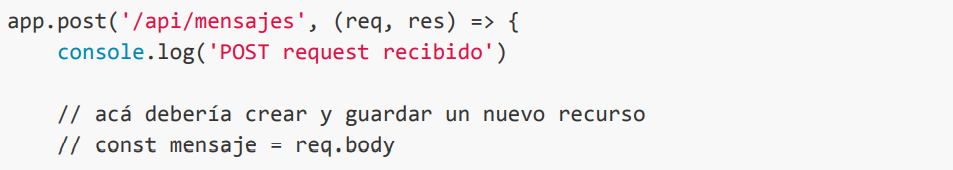 app.post('/api/mensajes', (req, res) => {
console.log('POST request recibido')
// acá debería crear y guardar un nuevo recurso
// const mensaje = req.body